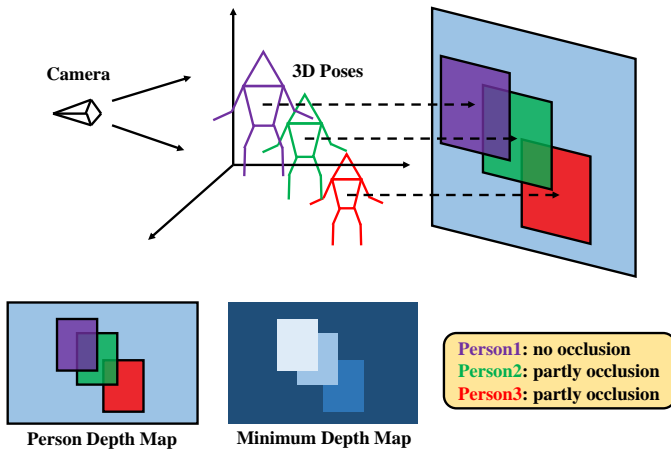 Camera
3D Poses
Person1: no occlusion
Person2: partly occlusion
Person3: partly occlusion
Person Depth Map
Minimum Depth Map